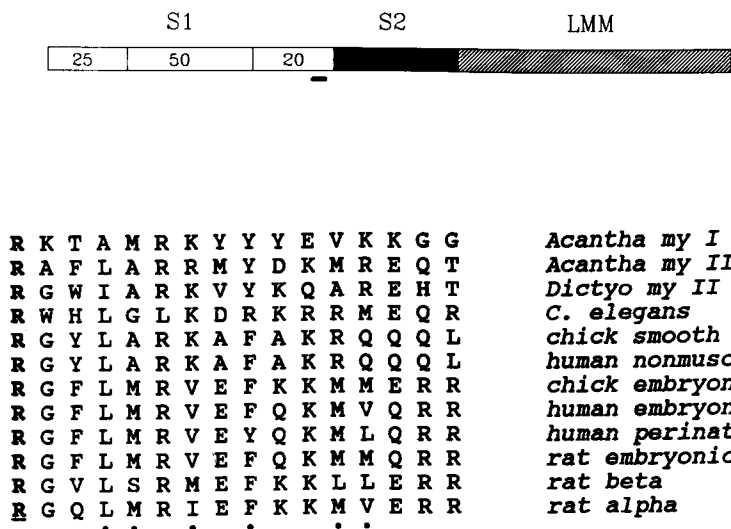 S1 S2 LMM
25 50 20
R K T A M R K Y Y Y E V K K G G Acantha my I
R A F L A R R M Y D K M R E Q T Acantha my II
R G W I A R K V Y K Q A R E H T Dictyo my II
R W H L G L K D R K R R M E Q R C. elegans
R G Y L A R K A F A K R Q Q Q L chick smooth
R G Y L A R K A F A K R Q Q Q L human nonmusc
R G F L M R V E F K K M M E R R chick embryon
R G F L M R V E F Q K M V Q R R human embryon
R G F L M R V E Y Q K M L Q R R human perinat
R G F L M R V E F Q K M M Q R R rat embryonic
R G V L S R M E F K K L L E R R rat beta
R G Q L M R I E F K K M V E R R rat alpha